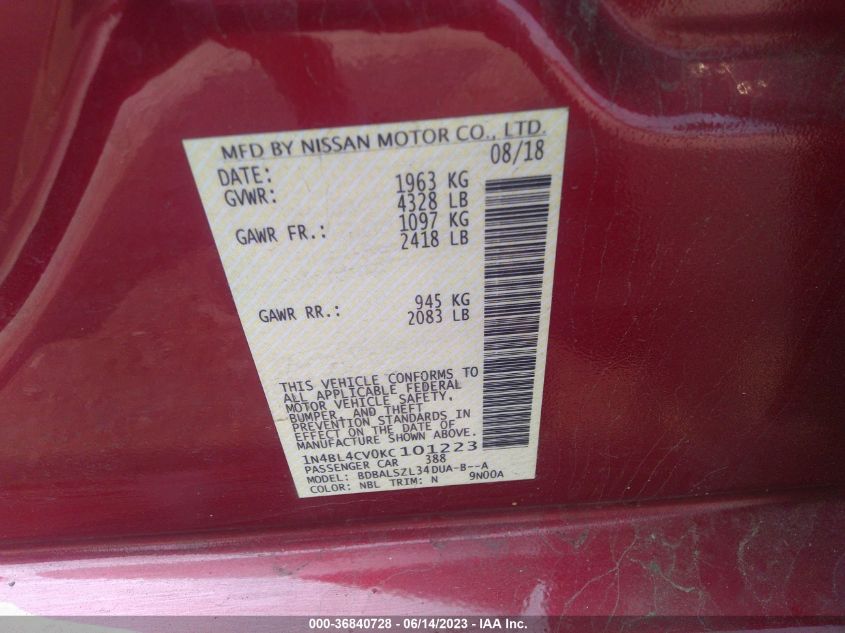 MFD BY NISSAN MOTOR CO., LTD.
DATE: 08/18
GVWR: 1963 KG
4328 LB
GAWR FR.: 1097 KG
2418 LB
GAWR RR.: 945 KG
2083 LB
THIS VEHICLE CONFORMS TO
ALL APPLICABLE FEDERAL
MOTOR VEHICLE SAFETY,
BUMPER, AND THEFT
PREVENTION STANDARDS IN
EFFECT ON THE DATE OF
MANUFACTURE SHOWN ABOVE.
1N4BL4CV0KC101223
PASSENGER CAR 388
MODEL: BDBALSZL34DUA-B--A
COLOR: NBL TRIM: N 9N00A
000-36840728 - 06/14/2023 - IAA Inc.